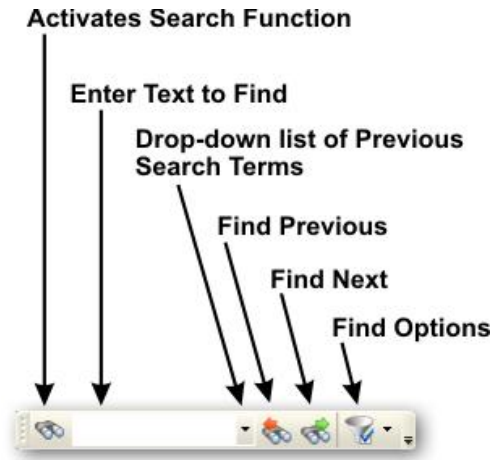 Activates Search Function
Enter Text to Find
Drop-down list of Previous
Search Terms
Find Previous
Find Next
Find Options